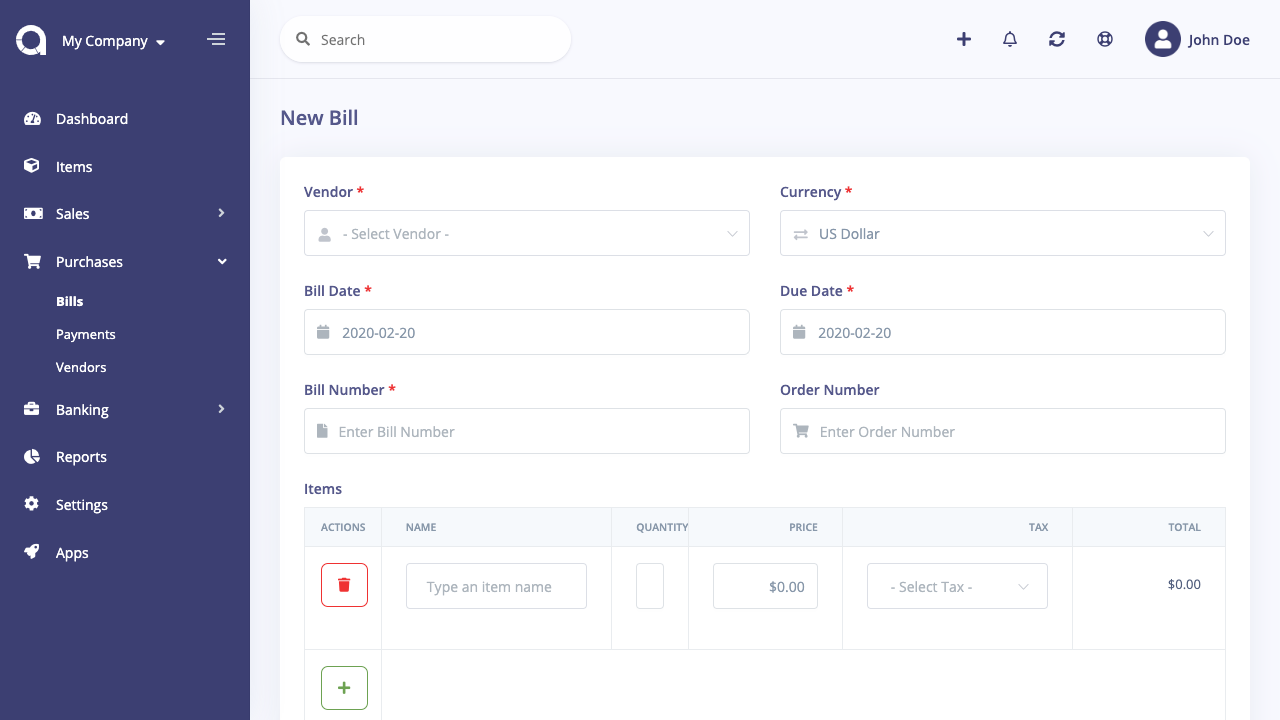 My Company
Search
John Doe
Dashboard
Items
Sales
Purchases
Bills
Payments
Vendors
Banking
Reports
Settings
Apps
New Bill
Vendor *
Currency *
- Select Vendor -
US Dollar
Bill Date *
Due Date *
2020-02-20
2020-02-20
Bill Number *
Order Number
Enter Bill Number
Enter Order Number
Items
ACTIONS NAME QUANTITY PRICE TAX TOTAL
Type an item name $0.00 - Select Tax - $0.00